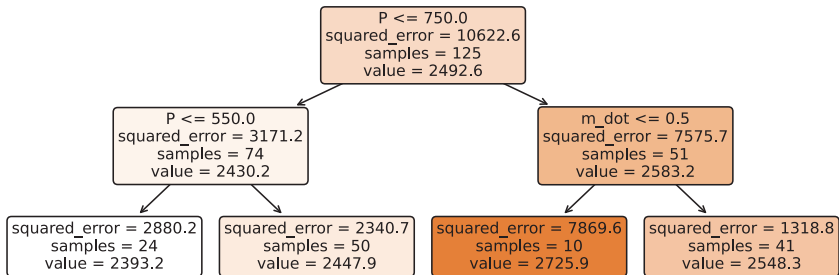 P <= 750.0
squared_error = 10622.6
samples = 125
value = 2492.6
P <= 550.0
squared_error = 3171.2
samples = 74
value = 2430.2
m_dot <= 0.5
squared_error = 7575.7
samples = 51
value = 2583.2
squared_error = 2880.2
samples = 24
value = 2393.2
squared_error = 2340.7
samples = 50
value = 2447.9
squared_error = 7869.6
samples = 10
value = 2725.9
squared_error = 1318.8
samples = 41
value = 2548.3